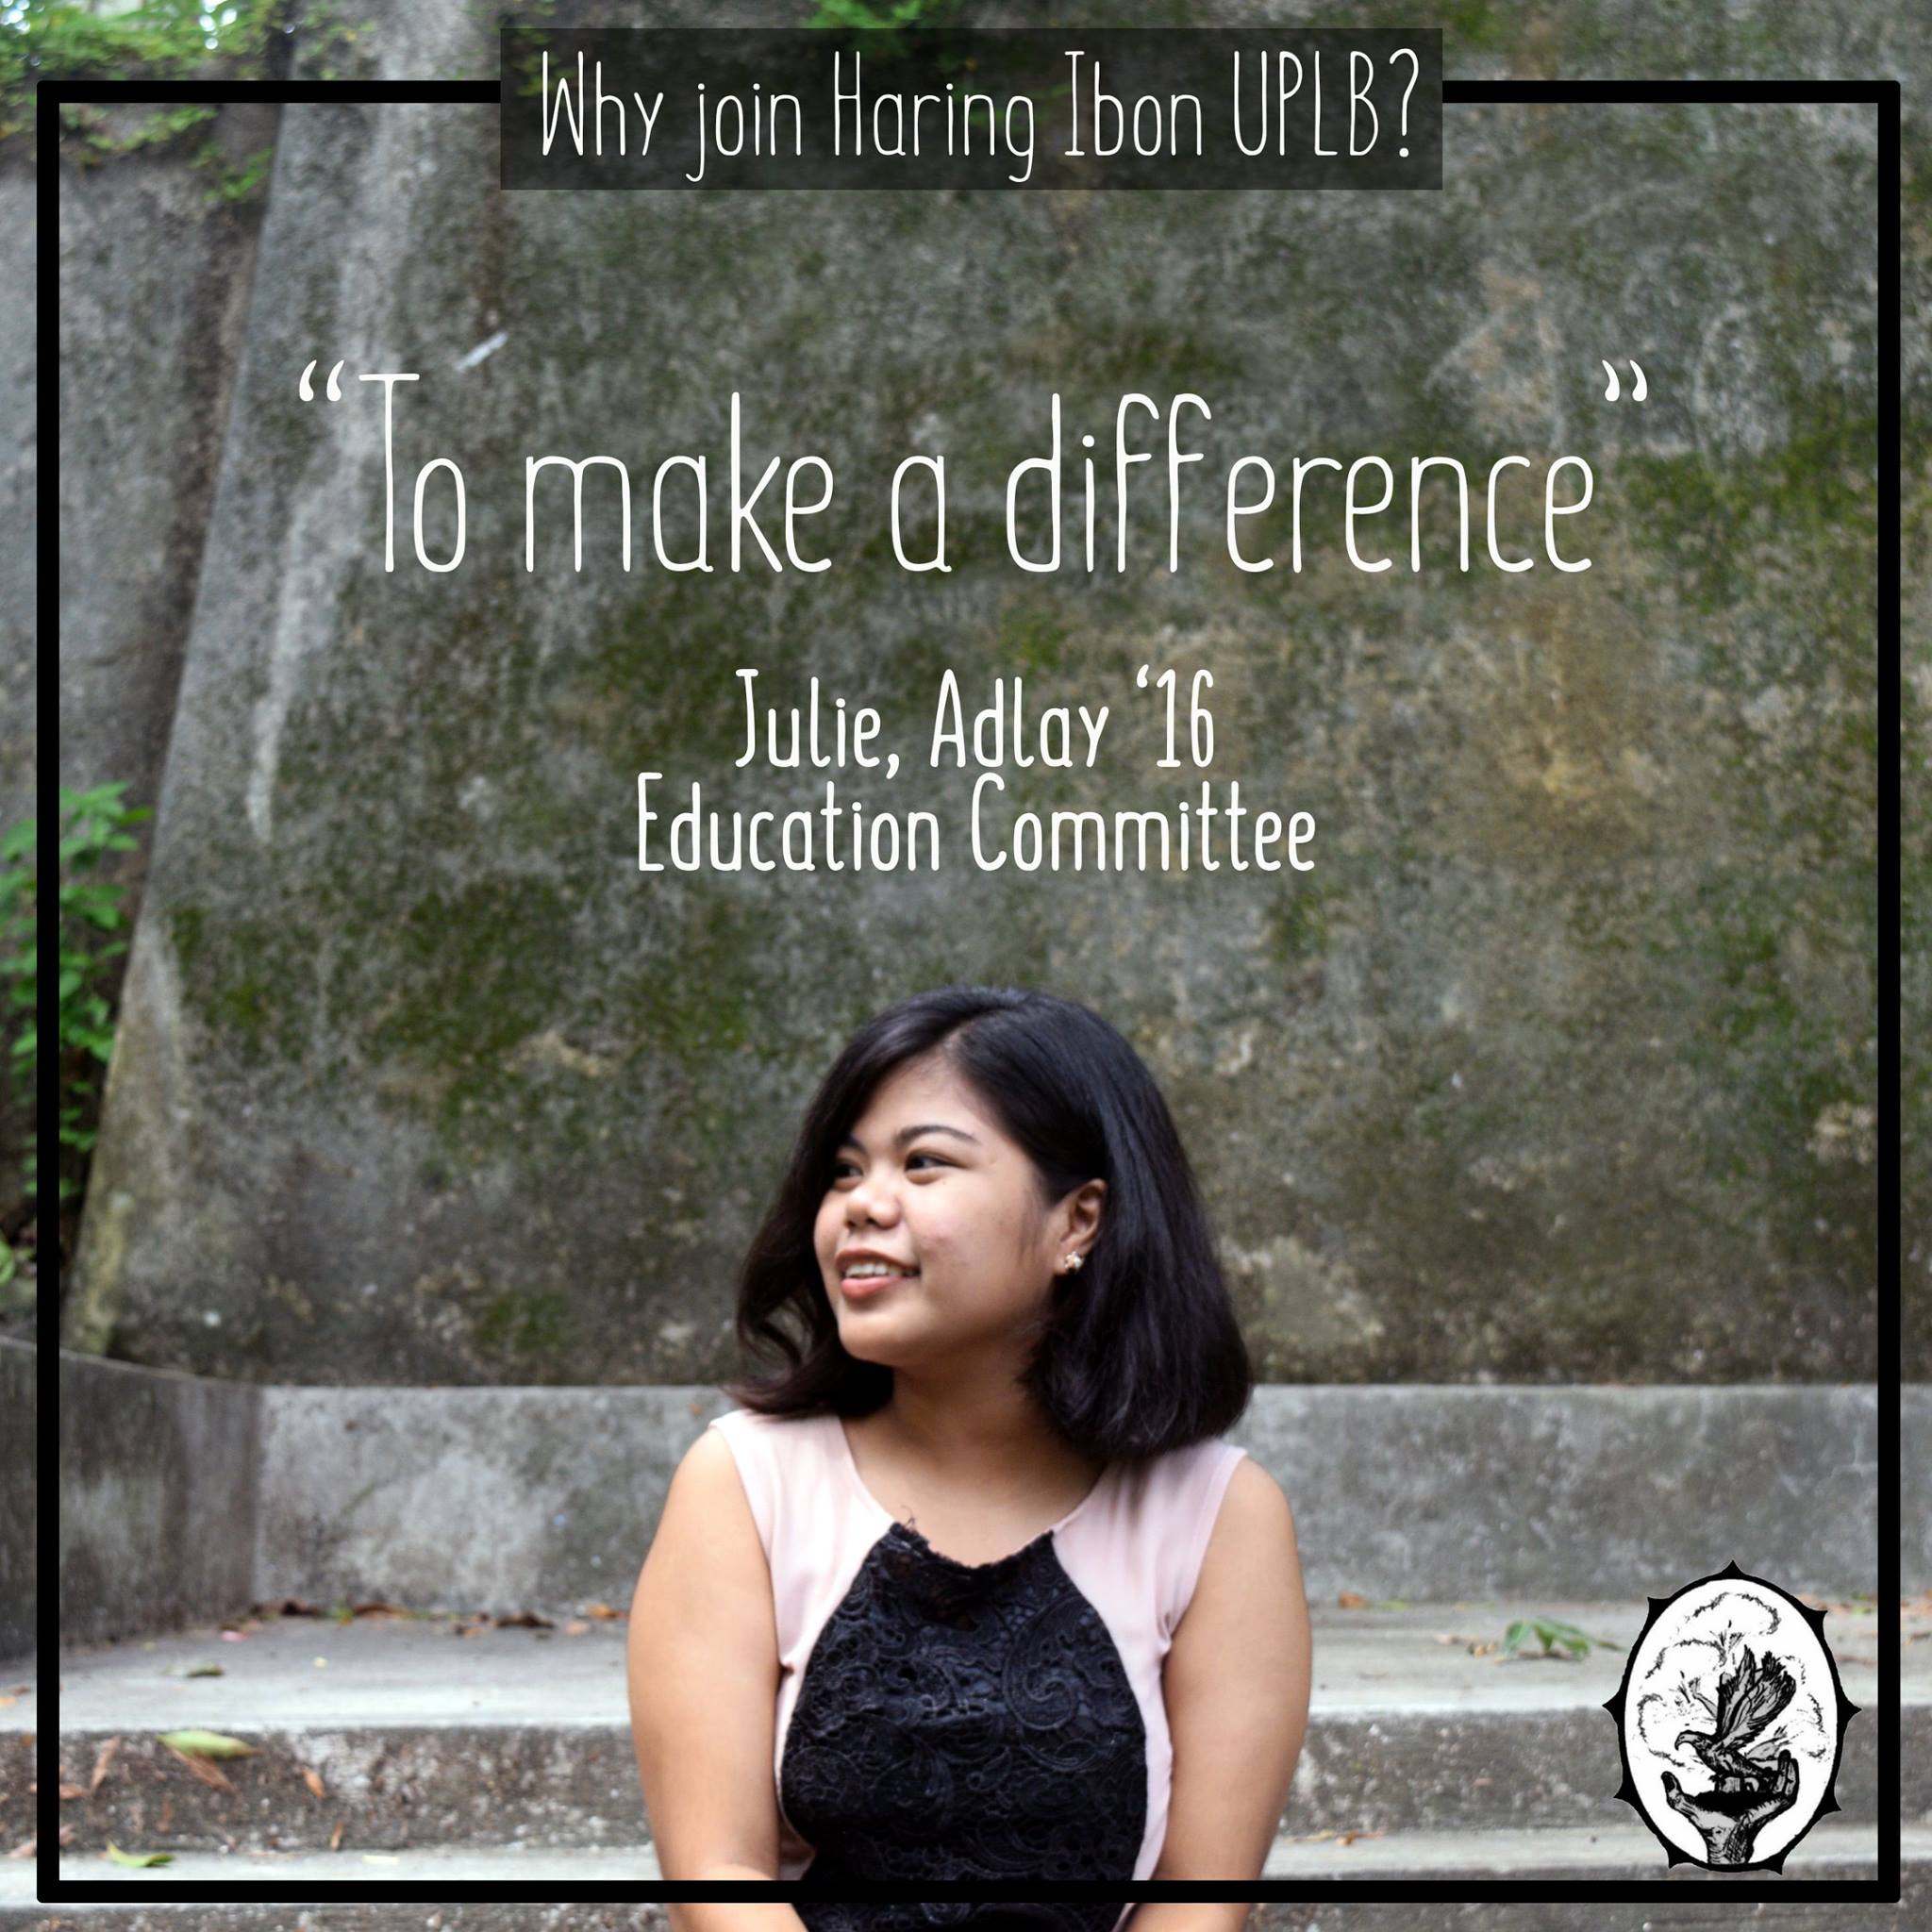 Why join Haring Ibon UPLB?
“To make a difference”
Julie, Adlay ‘16
Education Committee